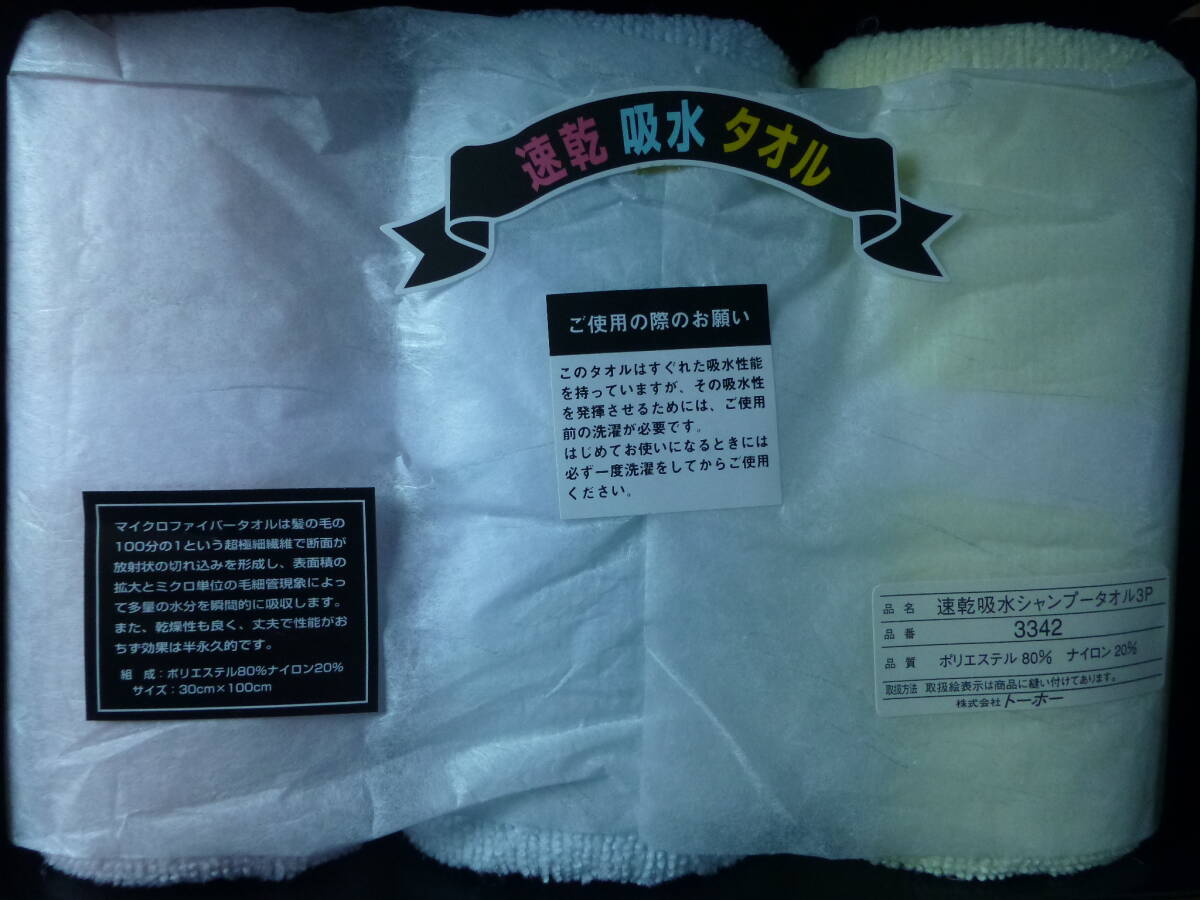 速乾 吸水 タオル
ご使用の際のお願い
このタオルはすぐれた吸水性能
を持っていますが、その吸水性
を発揮させるためには、ご使用
前の洗濯が必要です。
はじめてお使いになるときには
必ず一度洗濯をしてからご使用
ください。
マイクロファイバータオルは髪の毛の
100分の1という超極細繊維で断面が
放射状の切れ込みを形成し、表面積の
拡大とミクロ単位の毛細管現象によっ
て多量の水分を瞬間的に吸収します。
また、乾燥性も良く、丈夫で性能がお
ちず効果は半永久的です。
組 成:ポリエステル80%ナイロン20%
サイズ:30cm×100cm
品 名 速乾吸水シャンプータオル3P
品 番 3342
品 質 ポリエステル 80% ナイロン 20%
取扱方法 取扱絵表示は商品に縫い付けてあります。
株式会社 トーホー